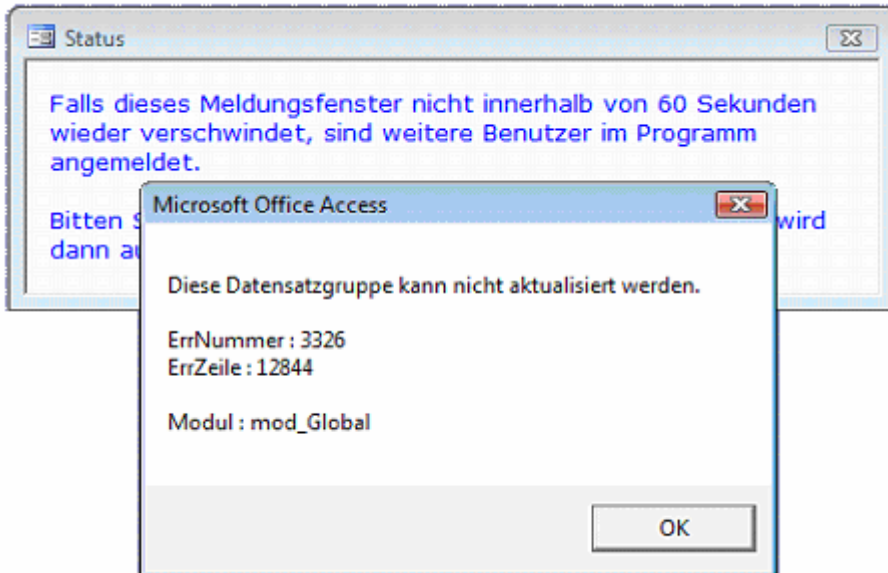 Status
Falls dieses Meldungsfenster nicht innerhalb von 60 Sekunden
wieder verschwindet, sind weitere Benutzer im Programm
angemeldet.
Bitten
wird
dann
Microsoft Office Access
Diese Datensatzgruppe kann nicht aktualisiert werden.
ErrNummer : 3326
ErrZeile : 12844
Modul : mod_Global
OK